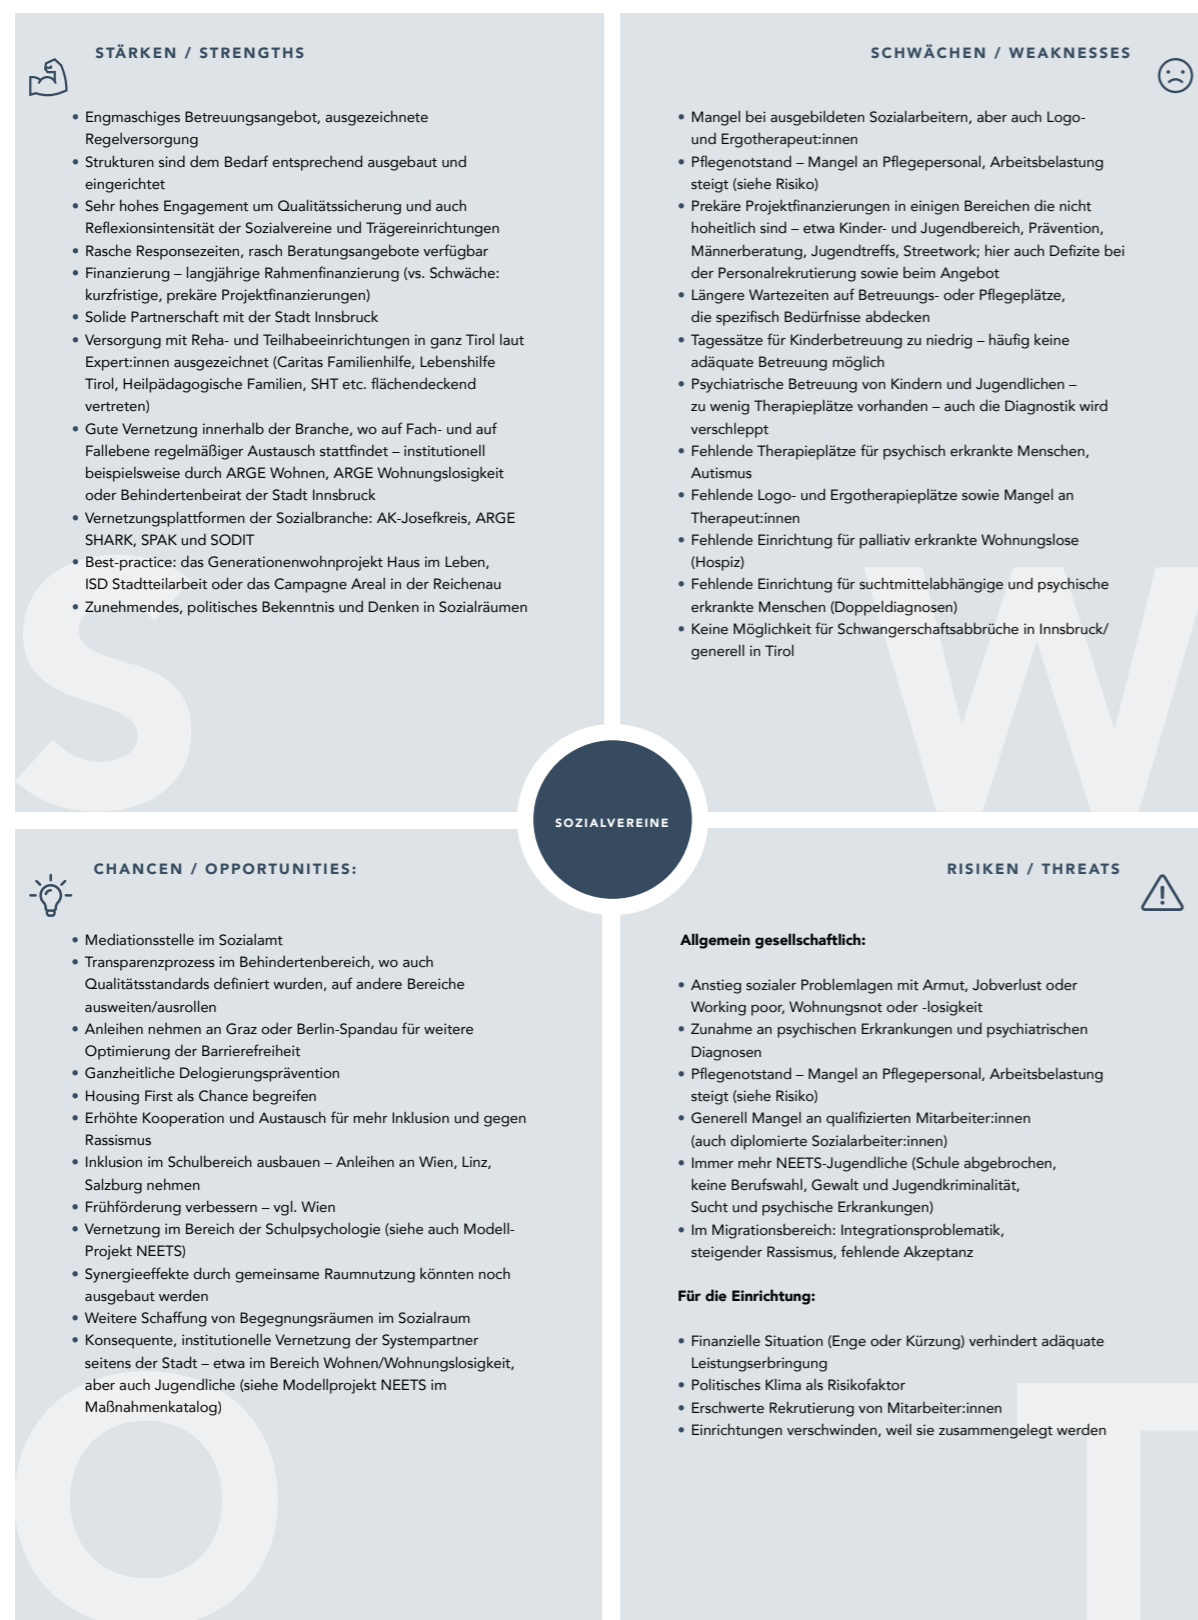 STÄRKEN / STRENGTHS
• Engmaschiges Betreuungsangebot, ausgezeichnete
Regelversorgung
• Strukturen sind dem Bedarf entsprechend ausgebaut und
eingerichtet
• Sehr hohes Engagement um Qualitätssicherung und auch
Reflexionsintensität der Sozialvereine und Trägereinrichtungen
• Rasche Responsezeiten, rasch Beratungsangebote verfügbar
• Finanzierung – langjährige Rahmenfinanzierung (vs. Schwäche:
kurzfristige, prekäre Projektfinanzierungen)
• Solide Partnerschaft mit der Stadt Innsbruck
• Versorgung mit Reha- und Teilhabeeinrichtungen in ganz Tirol laut
Expert:innen ausgezeichnet (Caritas Familienhilfe, Lebenshilfe
Tirol, Heilpädagogische Familien, SHT etc. flächendeckend
vertreten)
• Gute Vernetzung innerhalb der Branche, wo auf Fach- und auf
Fallebene regelmäßiger Austausch stattfindet – institutionell
beispielsweise durch ARGE Wohnen, ARGE Wohnungslosigkeit
oder Behindertenbeirat der Stadt Innsbruck
• Vernetzungsplattformen der Sozialbranche: AK-Josefkreis, ARGE
SHARK, SPAK und SODIT
• Best-practice: das Generationenwohnprojekt Haus im Leben,
ISD Stadtteilarbeit oder das Campagne Areal in der Reichenau
• Zunehmendes, politisches Bekenntnis und Denken in Sozialräumen
S
SCHWÄCHEN / WEAKNESSES
• Mangel bei ausgebildeten Sozialarbeitern, aber auch Logo-
und Ergotherapeut:innen
• Pflegenotstand – Mangel an Pflegepersonal, Arbeitsbelastung
steigt (siehe Risiko)
• Prekäre Projektfinanzierungen in einigen Bereichen die nicht
hoheitlich sind – etwa Kinder- und Jugendbereich, Prävention,
Männerberatung, Jugendtreffs, Streetwork; hier auch Defizite bei
der Personalrekrutierung sowie beim Angebot
• Längere Wartezeiten auf Betreuungs- oder Pflegeplätze,
die spezifisch Bedürfnisse abdecken
• Tagessätze für Kinderbetreuung zu niedrig – häufig keine
adäquate Betreuung möglich
• Psychiatrische Betreuung von Kindern und Jugendlichen –
zu wenig Therapieplätze vorhanden – auch die Diagnostik wird
verschleppt
• Fehlende Therapieplätze für psychisch erkrankte Menschen,
Autismus
• Fehlende Logo- und Ergotherapieplätze sowie Mangel an
Therapeut:innen
• Fehlende Einrichtung für palliativ erkrankte Wohnungslose
(Hospiz)
• Fehlende Einrichtung für suchtmittelabhängige und psychische
erkrankte Menschen (Doppeldiagnosen)
• Keine Möglichkeit für Schwangerschaftsabbrüche in Innsbruck/
generell in Tirol
W
SOZIALVEREINE
CHANCEN / OPPORTUNITIES:
• Mediationsstelle im Sozialamt
• Transparenzprozess im Behindertenbereich, wo auch
Qualitätsstandards definiert wurden, auf andere Bereiche
ausweiten/ausrollen
• Anleihen nehmen an Graz oder Berlin-Spandau für weitere
Optimierung der Barrierefreiheit
• Ganzheitliche Delogierungsprävention
• Housing First als Chance begreifen
• Erhöhte Kooperation und Austausch für mehr Inklusion und gegen
Rassismus
• Inklusion im Schulbereich ausbauen – Anleihen an Wien, Linz,
Salzburg nehmen
• Frühförderung verbessern – vgl. Wien
• Vernetzung im Bereich der Schulpsychologie (siehe auch Modell-
Projekt NEETS)
• Synergieeffekte durch gemeinsame Raumnutzung könnten noch
ausgebaut werden
• Weitere Schaffung von Begegnungsräumen im Sozialraum
• Konsequente, institutionelle Vernetzung der Systempartner
seitens der Stadt – etwa im Bereich Wohnen/Wohnungslosigkeit,
aber auch Jugendliche (siehe Modellprojekt NEETS im
Maßnahmenkatalog)
O
RISIKEN / THREATS
Allgemein gesellschaftlich:
• Anstieg sozialer Problemlagen mit Armut, Jobverlust oder
Working poor, Wohnungsnot oder -losigkeit
• Zunahme an psychischen Erkrankungen und psychiatrischen
Diagnosen
• Pflegenotstand – Mangel an Pflegepersonal, Arbeitsbelastung
steigt (siehe Risiko)
• Generell Mangel an qualifizierten Mitarbeiter:innen
(auch diplomierte Sozialarbeiter:innen)
• Immer mehr NEETS-Jugendliche (Schule abgebrochen,
keine Berufswahl, Gewalt und Jugendkriminalität,
Sucht und psychische Erkrankungen)
• Im Migrationsbereich: Integrationsproblematik,
steigender Rassismus, fehlende Akzeptanz
Für die Einrichtung:
• Finanzielle Situation (Enge oder Kürzung) verhindert adäquate
Leistungserbringung
• Politisches Klima als Risikofaktor
• Erschwerte Rekrutierung von Mitarbeiter:innen
• Einrichtungen verschwinden, weil sie zusammengelegt werden
T